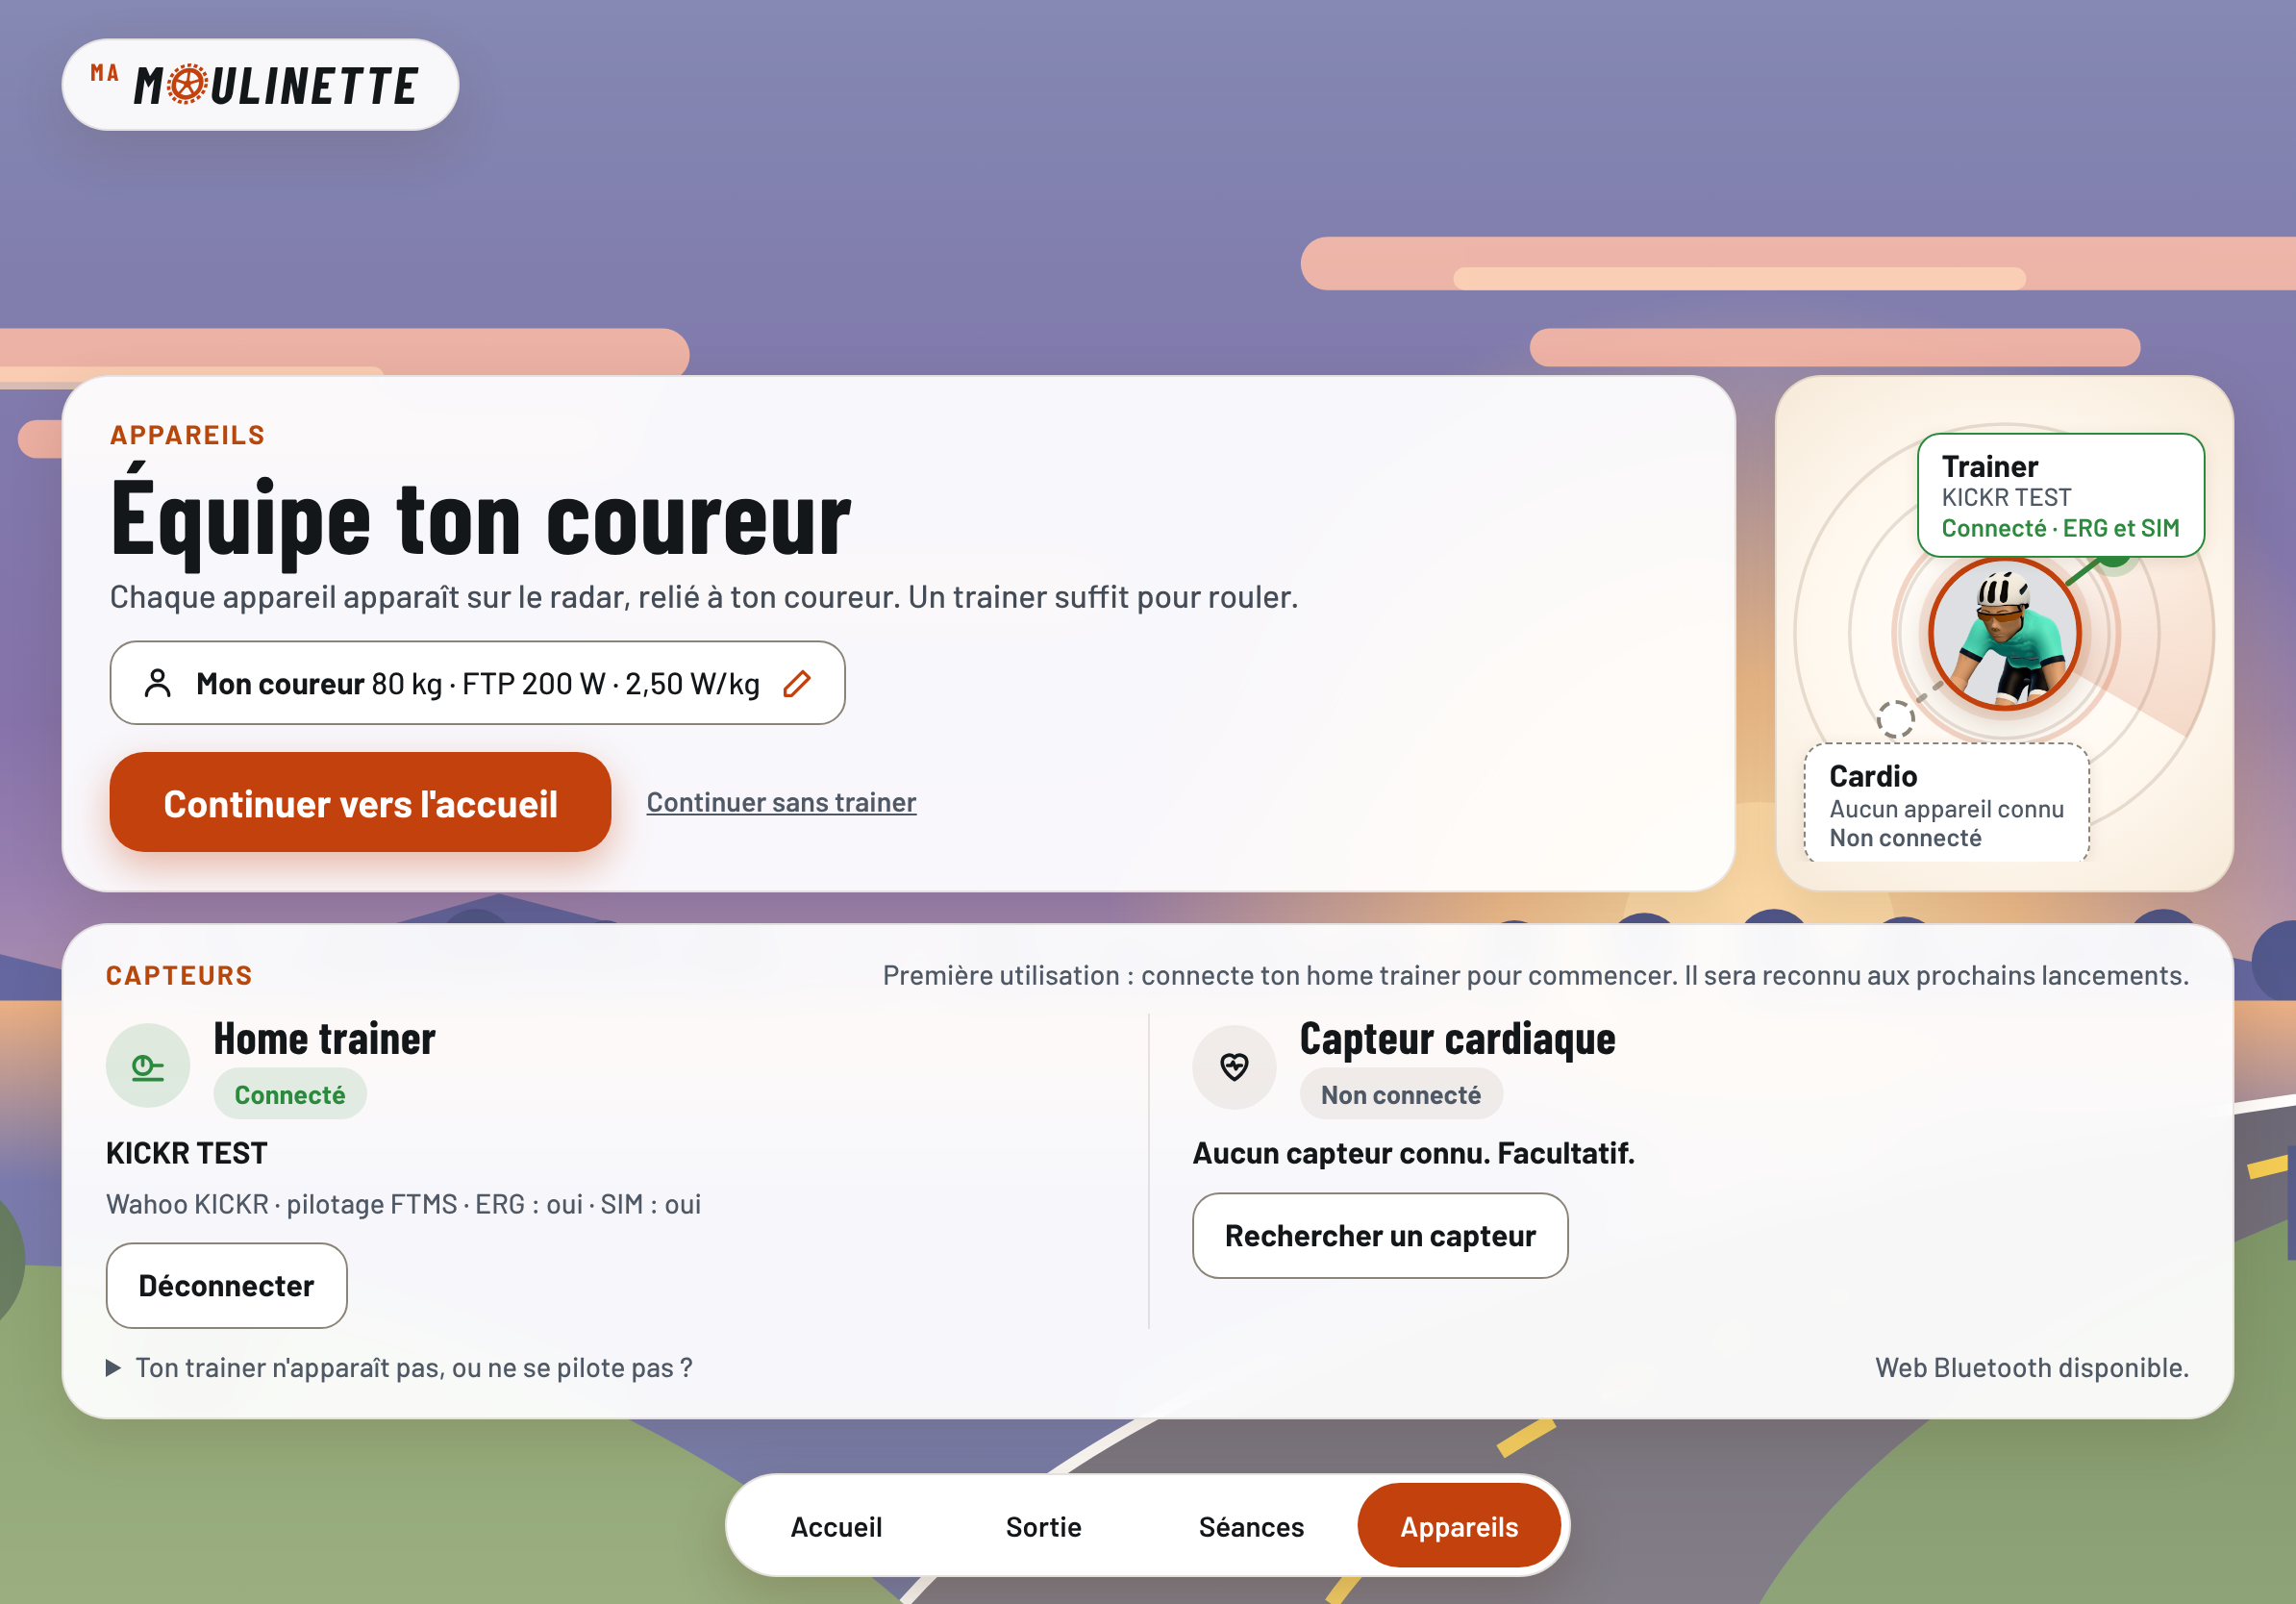 MA MOULINETTE
APPAREILS
Équipe ton coureur
Chaque appareil apparaît sur le radar, relié à ton coureur. Un trainer suffit pour rouler.
Mon coureur 80 kg · FTP 200 W · 2,50 W/kg
Continuer vers l'accueil
Continuer sans trainer
Trainer
KICKR TEST
Connecté · ERG et SIM
Cardio
Aucun appareil connu
Non connecté
CAPTEURS
Première utilisation : connecte ton home trainer pour commencer. Il sera reconnu aux prochains lancements.
Home trainer
Connecté
KICKR TEST
Wahoo KICKR · pilotage FTMS · ERG : oui · SIM : oui
Déconnecter
Capteur cardiaque
Non connecté
Aucun capteur connu. Facultatif.
Rechercher un capteur
Ton trainer n'apparaît pas, ou ne se pilote pas ?
Web Bluetooth disponible.
Accueil
Sortie
Séances
Appareils